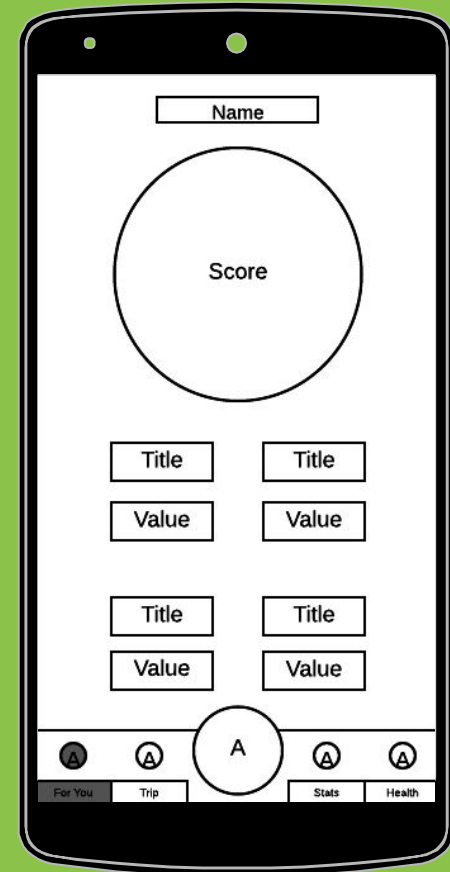 Name
Score
Title Title
Value Value
Title Title
Value Value
A A A A A
For You Trip Stats Health